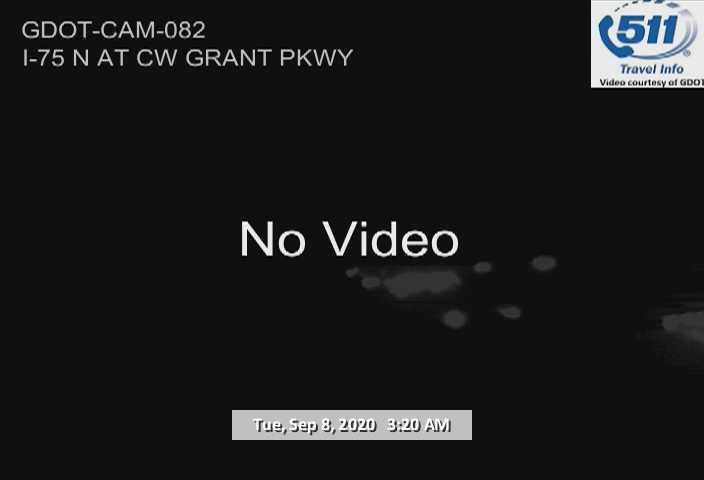 GDOT-CAM-082
I-75 N AT CW GRANT PKWY
511
Travel Info
Video courtesy of GDOT
No Video
Tue, Sep 8, 2020 3:20 AM